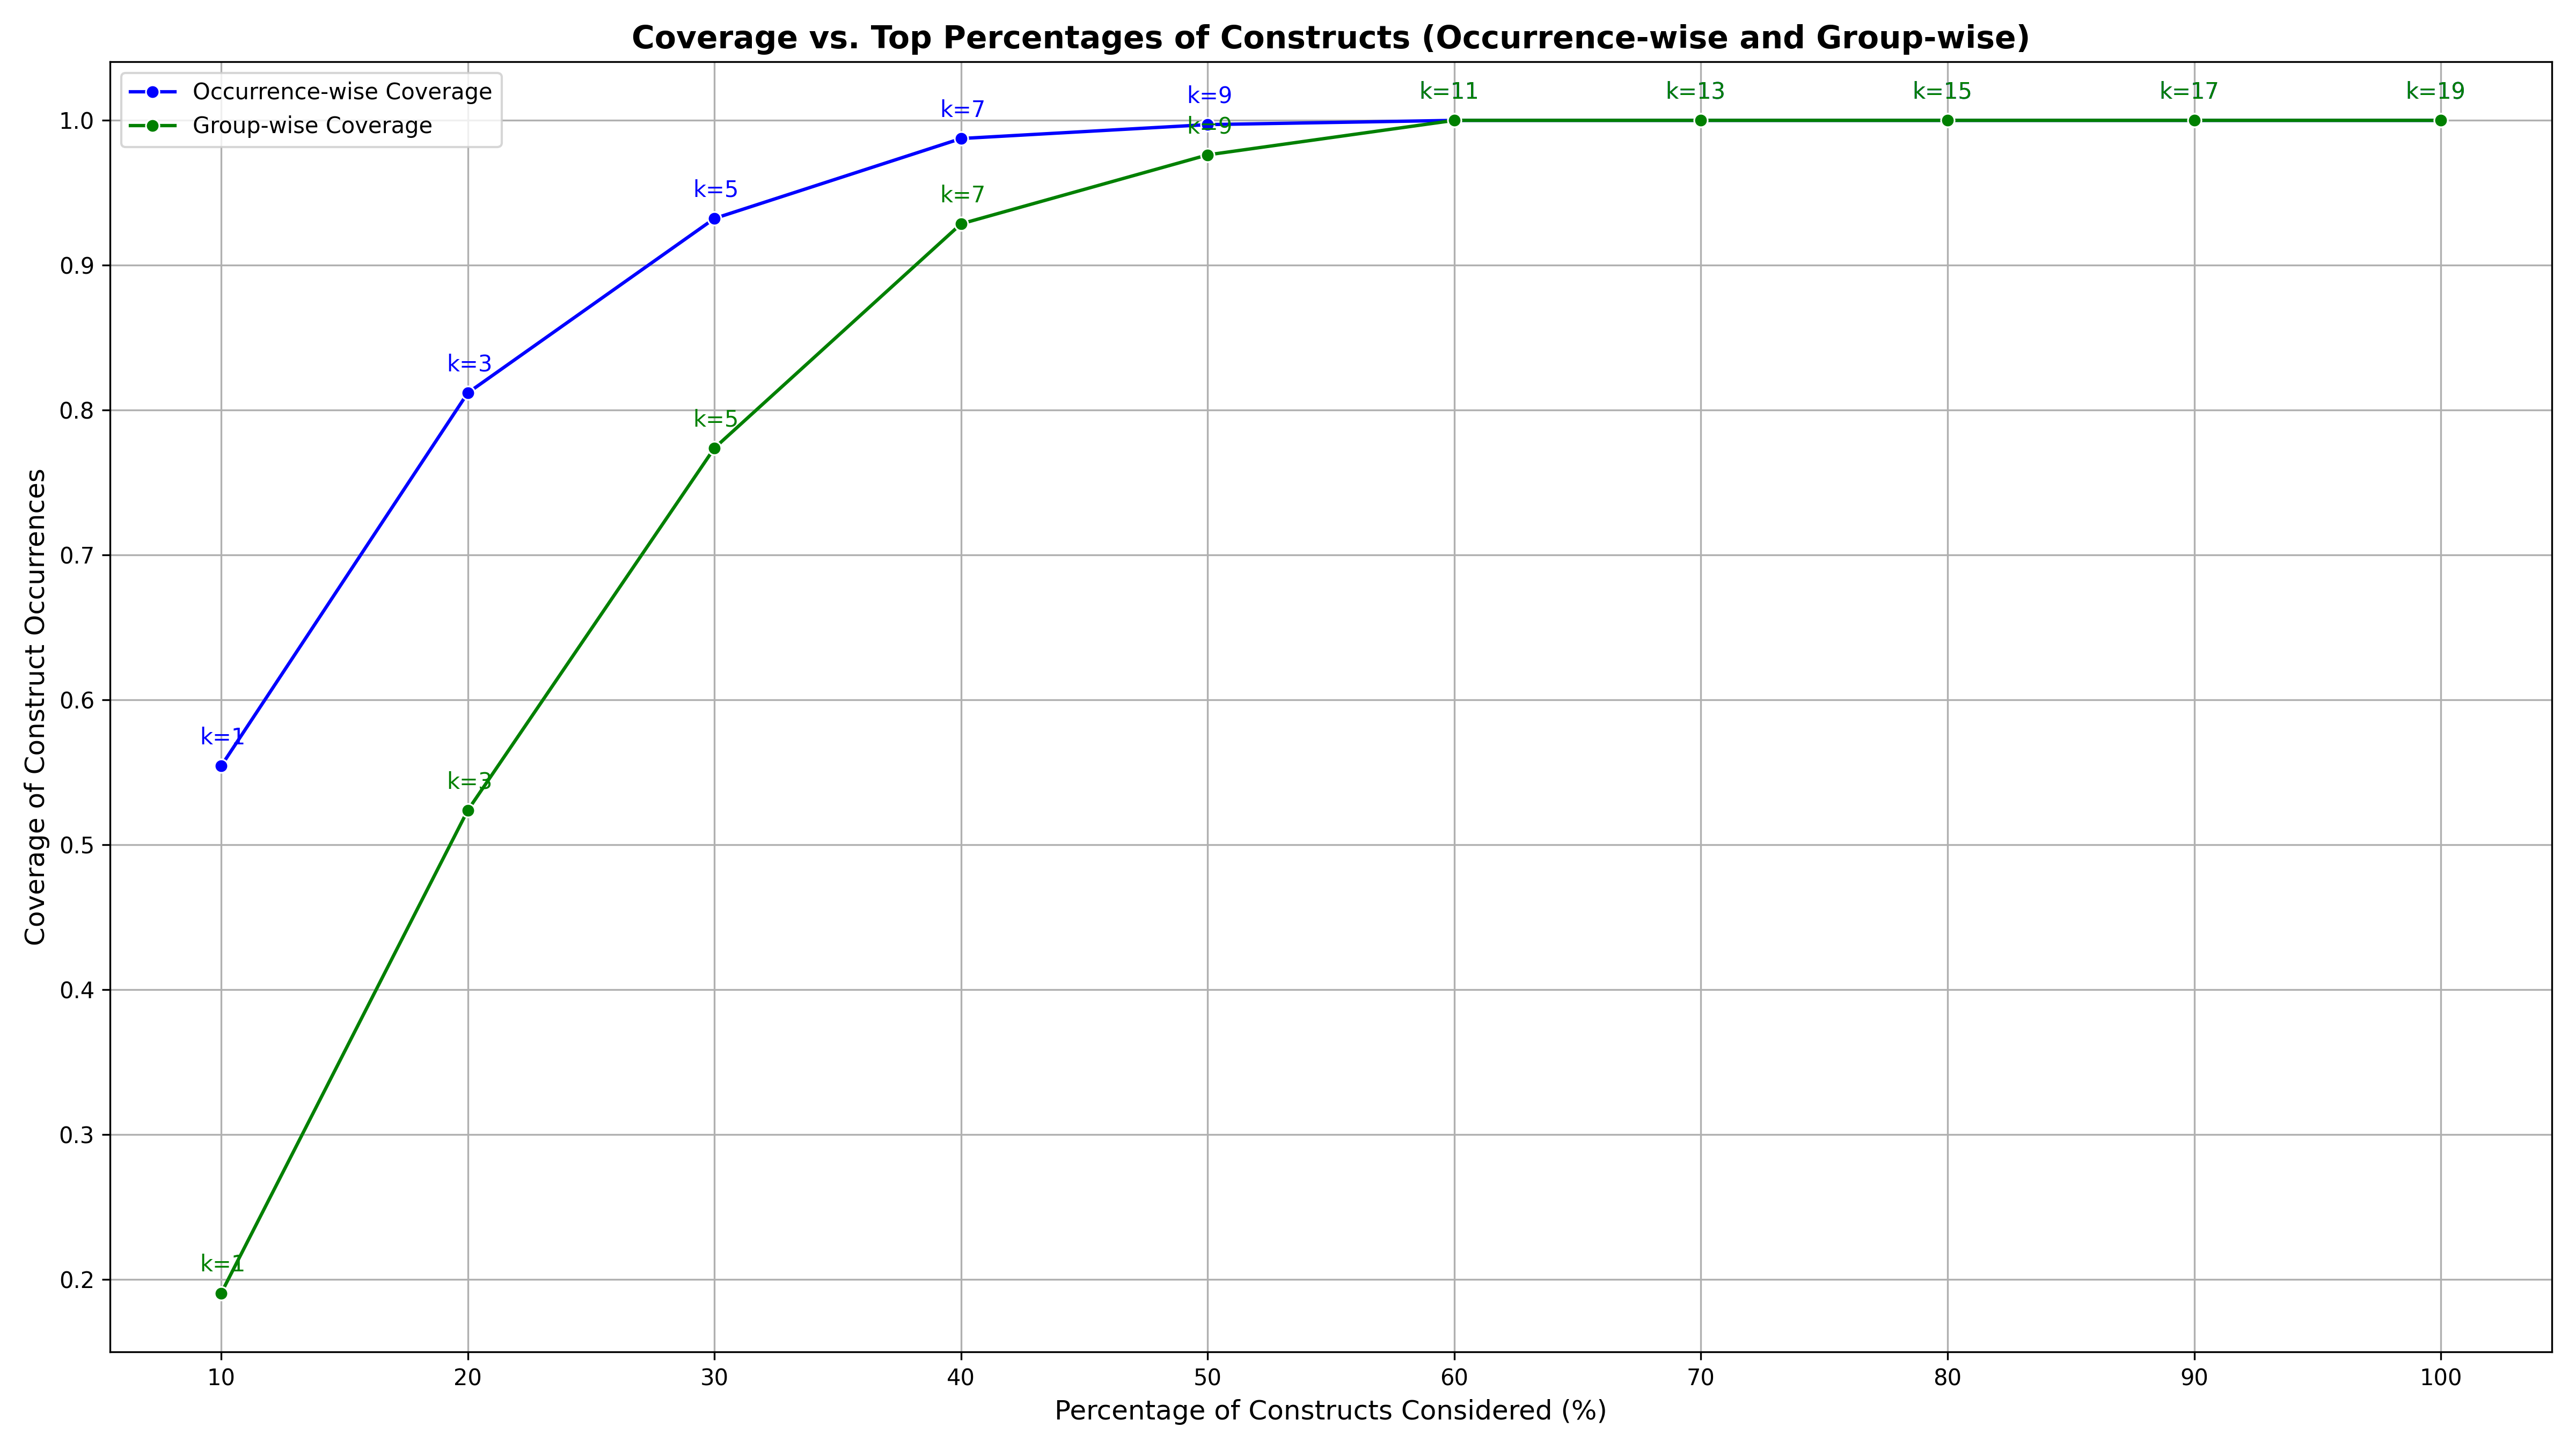 Coverage vs. Top Percentages of Constructs (Occurrence-wise and Group-wise)
Occurrence-wise Coverage
Group-wise Coverage
k=1
k=3
k=5
k=7
k=9
k=1
k=3
k=5
k=7
k=9
k=11
k=13
k=15
k=17
k=19
1.0
0.9
0.8
0.7
0.6
0.5
0.4
0.3
0.2
Coverage of Construct Occurrences
10 20 30 40 50 60 70 80 90 100
Percentage of Constructs Considered (%)